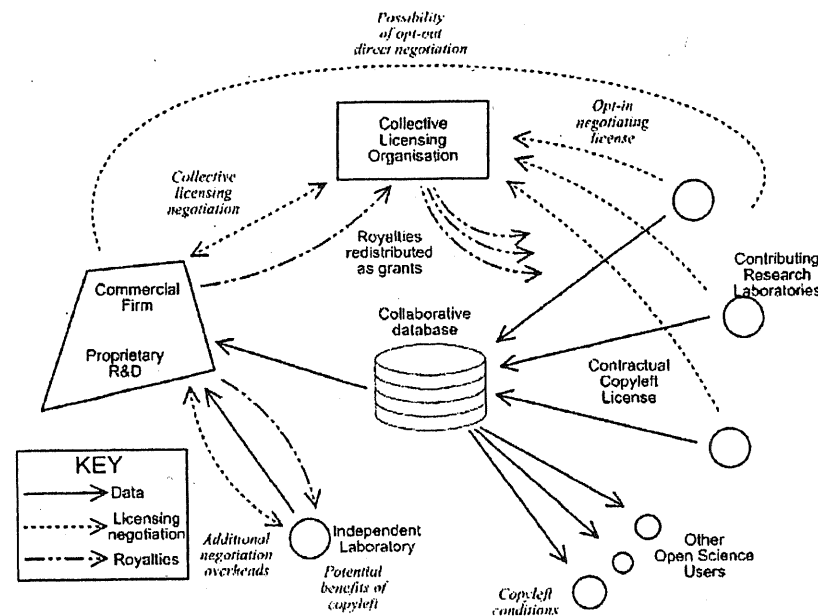 Possibility
of opt-out
direct negotiation
Collective
Licensing
Organisation
Opt-in
negotiating
license
Collective
licensing
negotiation
Royalties
redistributed
as grants
Contributing
Research
Laboratories
Commercial
Firm
Proprietary
R&D
Collaborative
database
Contractual
Copyleft
License
KEY
Data
Licensing
negotiation
Royalties
Additional
negotiation
overheads
Independent
Laboratory
Potential
benefits of
copyleft
Copyleft
conditions
Other
Open Science
Users